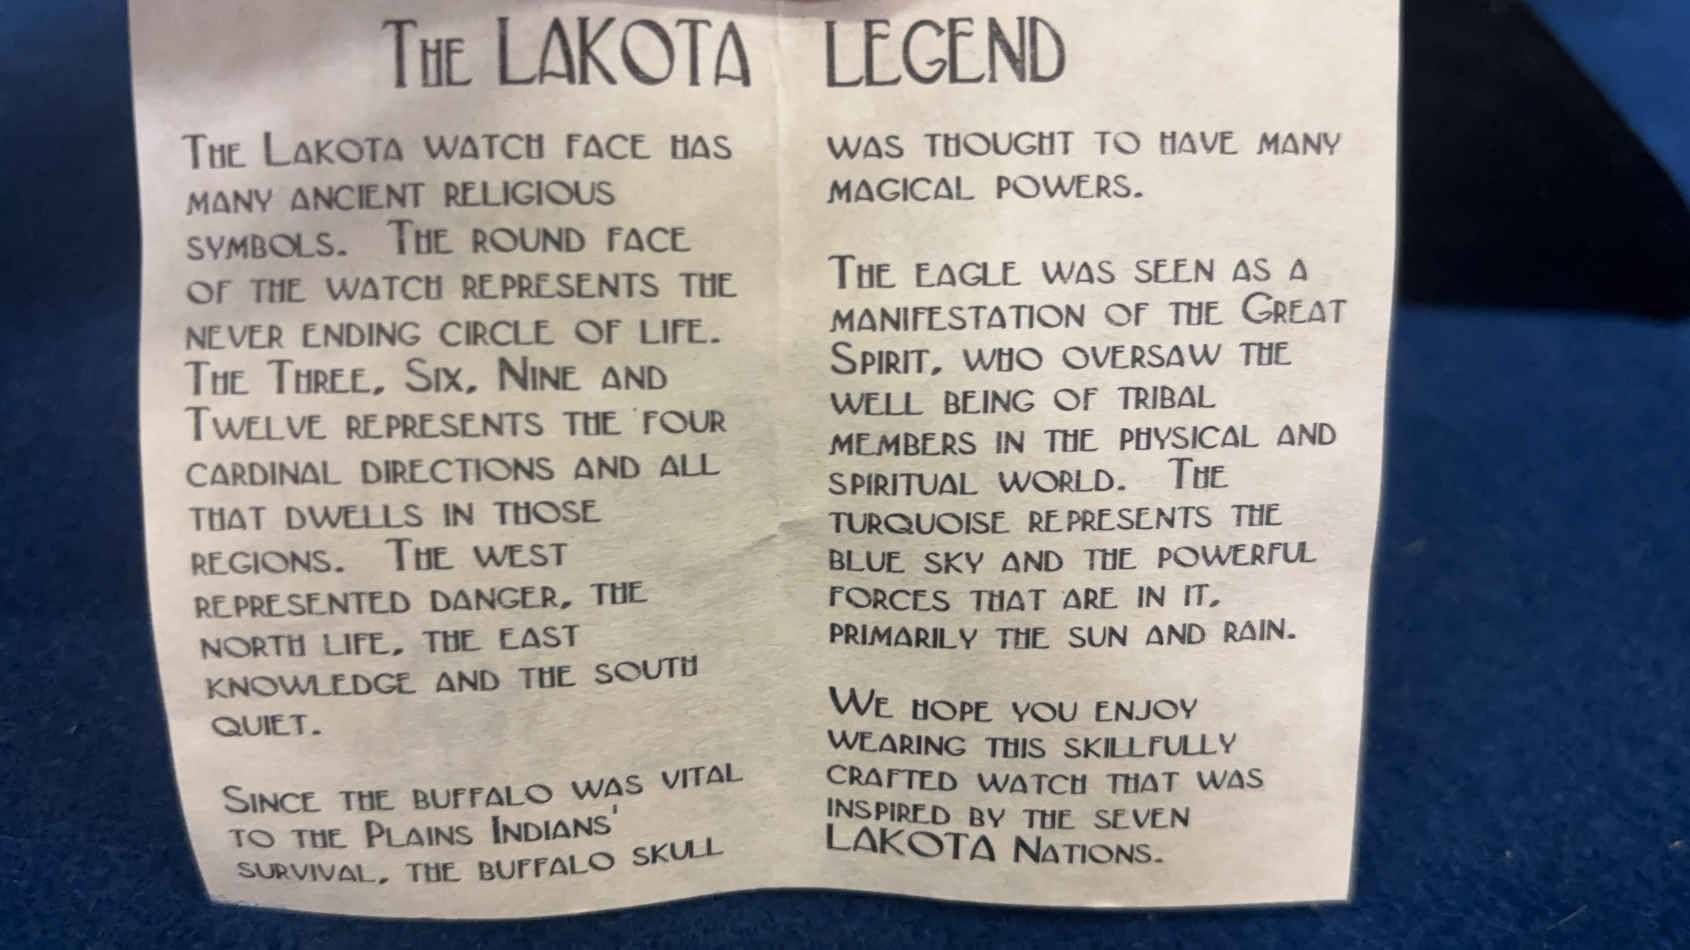 The LAKOTA LEGEND
The Lakota watch face has
many ancient religious
symbols. The round face
of the watch represents the
never ending circle of life.
The Three, Six, Nine and
Twelve represents the four
cardinal directions and all
that dwells in those
regions. The west
represented danger, the
north life, the east
knowledge and the south
quiet.
Since the buffalo was vital
to the Plains Indians'
survival, the buffalo skull
was thought to have many
magical powers.
The eagle was seen as a
manifestation of the Great
Spirit, who oversaw the
well being of tribal
members in the physical and
spiritual world. The
turquoise represents the
blue sky and the powerful
forces that are in it,
primarily the sun and rain.
We hope you enjoy
wearing this skillfully
crafted watch that was
inspired by the seven
LAKOTA Nations.